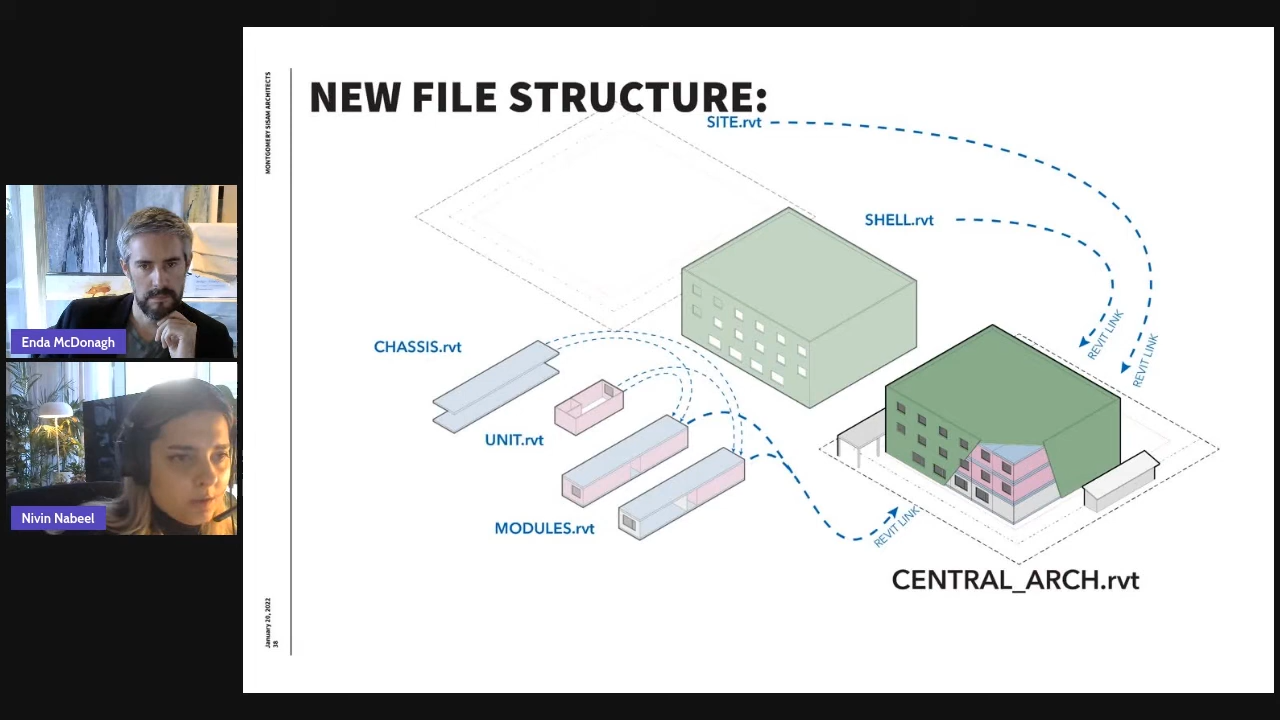 MONTGOMERY SISAM ARCHITECTS
NEW FILE STRUCTURE:
SITE.rvt
SHELL.rvt
CHASSIS.rvt
UNIT.rvt
MODULES.rvt
REVIT LINK
REVIT LINK
REVIT LINK
CENTRAL_ARCH.rvt
January 20, 2022
38
Enda McDonagh
Nivin Nabeel